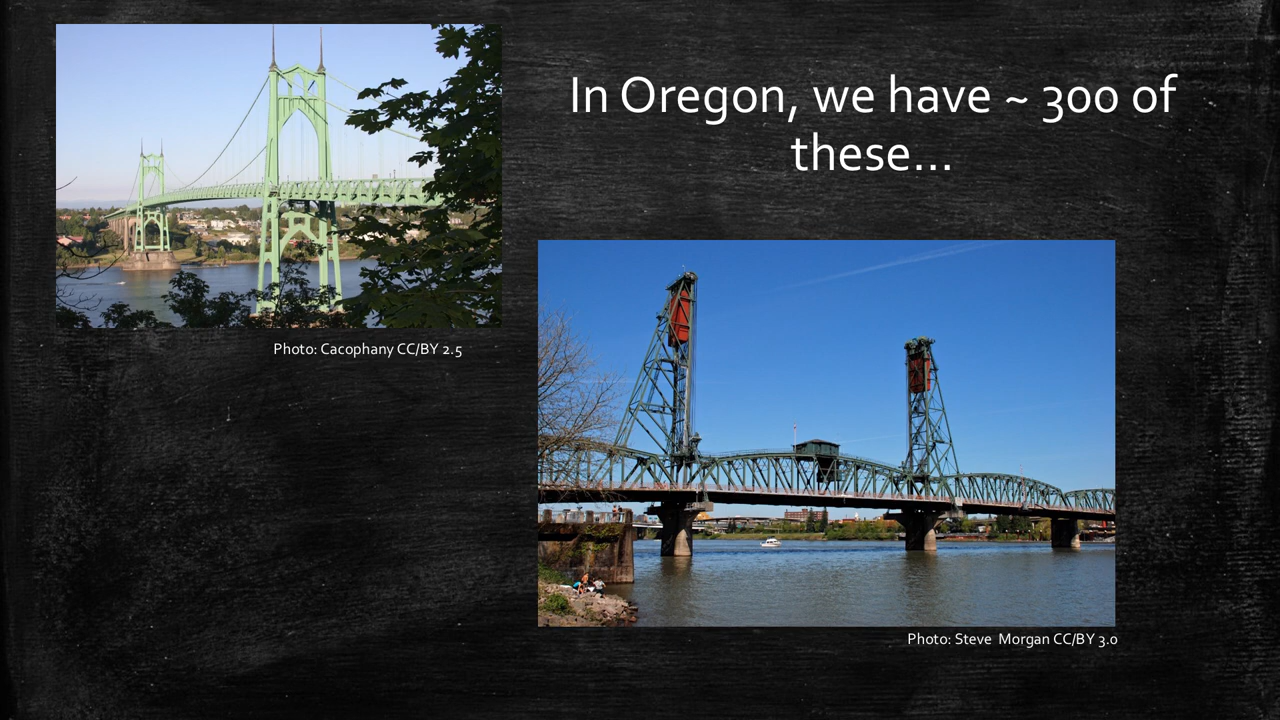 In Oregon, we have ~ 300 of
these...
Photo: Cacophany CC/BY 2.5
Photo: Steve  Morgan CC/BY 3.0